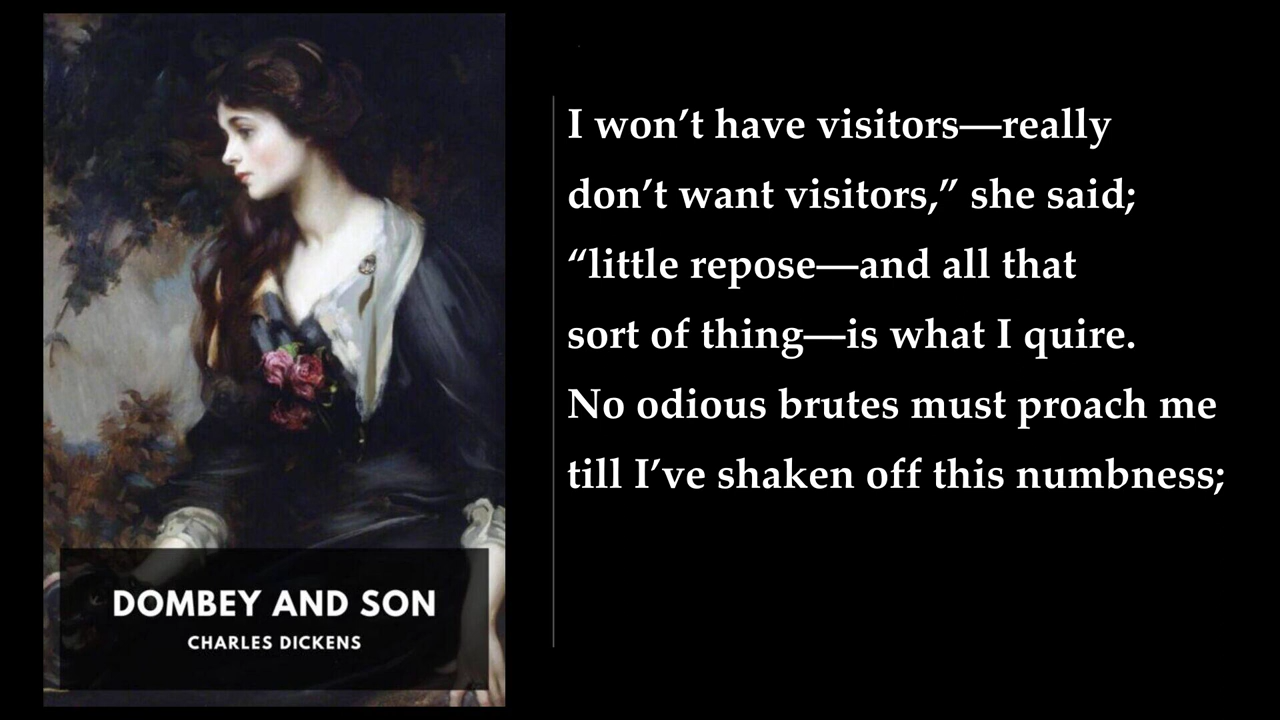 DOMBEY AND SON
CHARLES DICKENS
I won’t have visitors—really
don’t want visitors,” she said;
“little repose—and all that
sort of thing—is what I quire.
No odious brutes must proach me
till I’ve shaken off this numbness;